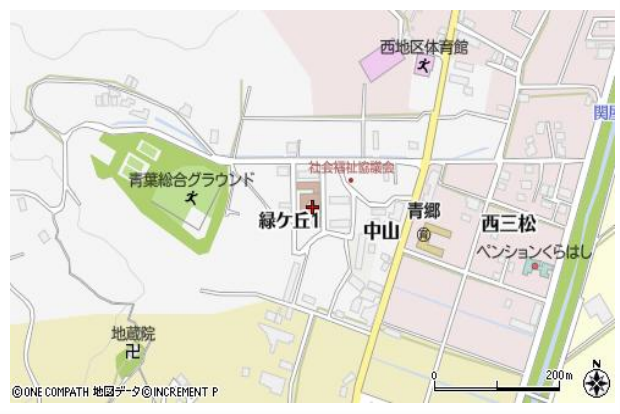 西地区体育館
関屋
社会福祉協議会
青葉総合グラウンド
緑ケ丘1
中山
青郷
西三松
ペンションくらはし
地蔵院
0
200m
N
©ONE COMPATH 地図データ©INCREMENT P